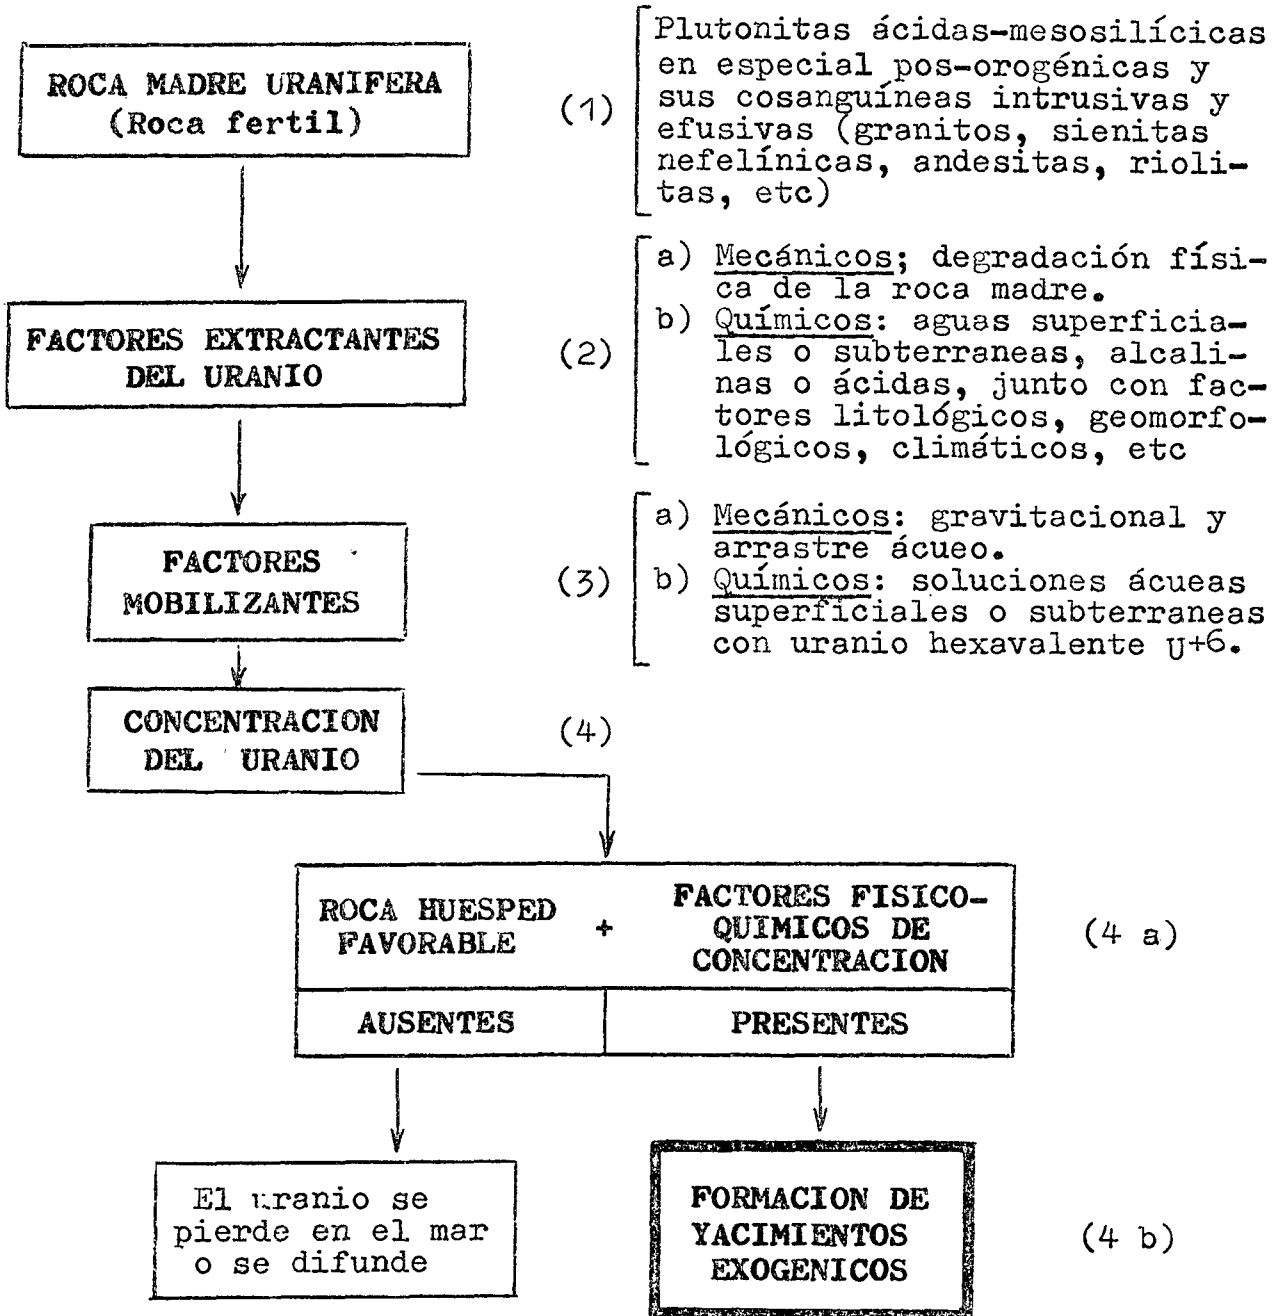 ROCA MADRE URANIFERA
(Roca fertil)
(1)
Plutonitas ácidas-mesosilícicas
en especial pos-orogénicas y
sus cosanguíneas intrusivas y
efusivas (granitos, sienitas
nefelínicas, andesitas, rioli-
tas, etc)
FACTORES EXTRACTANTES
DEL URANIO
(2)
a) Mecánicos; degradación físi-
ca de la roca madre.
b) Químicos: aguas superficia-
les o subterraneas, alcali-
nas o ácidas, junto con fac-
tores litológicos, geomorfo-
lógicos, climáticos, etc
FACTORES
MOBILIZANTES
(3)
a) Mecánicos: gravitacional y
arrastre ácueo.
b) Químicos: soluciones ácueas
superficiales o subterraneas
con uranio hexavalente U+6.
CONCENTRACION
DEL URANIO
(4)
ROCA HUESPED
FAVORABLE
+
FACTORES FISICO-
QUIMICOS DE
CONCENTRACION
(4 a)
AUSENTES
PRESENTES
El uranio se
pierde en el mar
o se difunde
FORMACION DE
YACIMIENTOS
EXOGENICOS
(4 b)